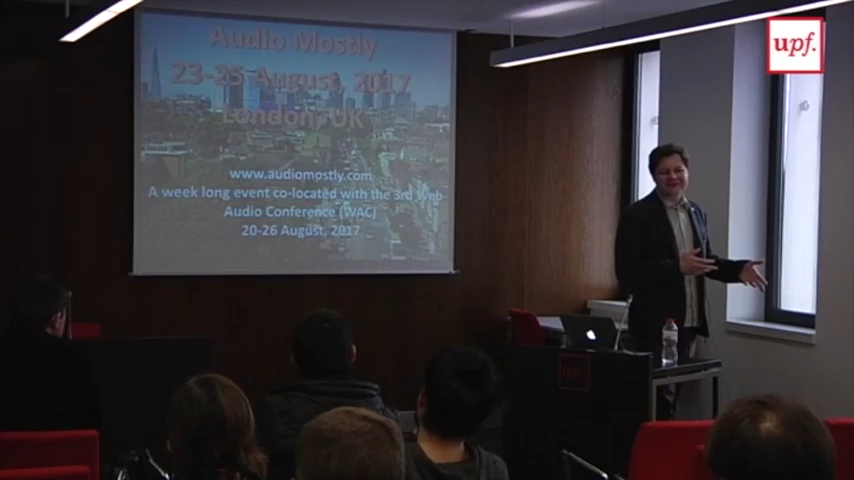 Audio Mostly
23-25 August, 2017
London, UK
www.audiomostly.com
A week long event co-located with the 3rd Web
Audio Conference (WAC)
20-26 August, 2017
upf.
upf.